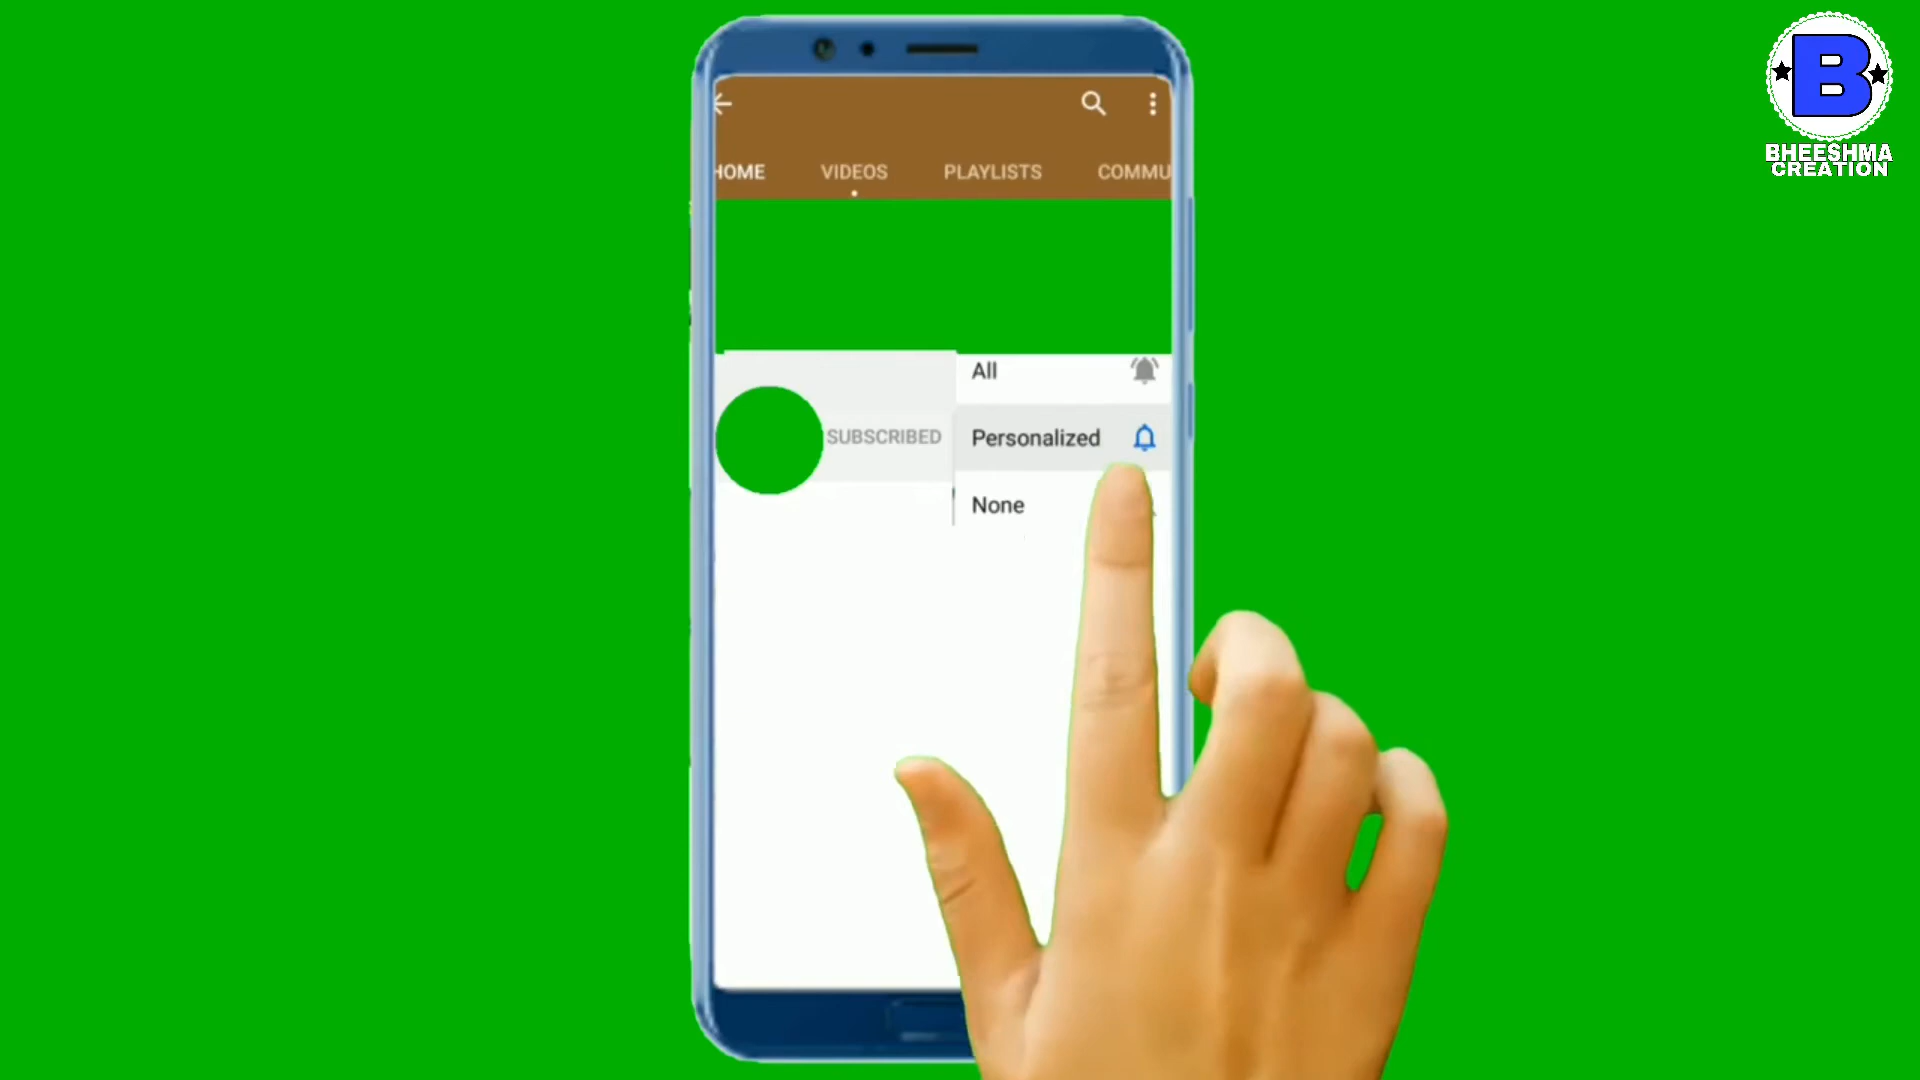 B
BHEESHMA
CREATION
HOME VIDEOS PLAYLISTS COMMU
All
SUBSCRIBED Personalized
None